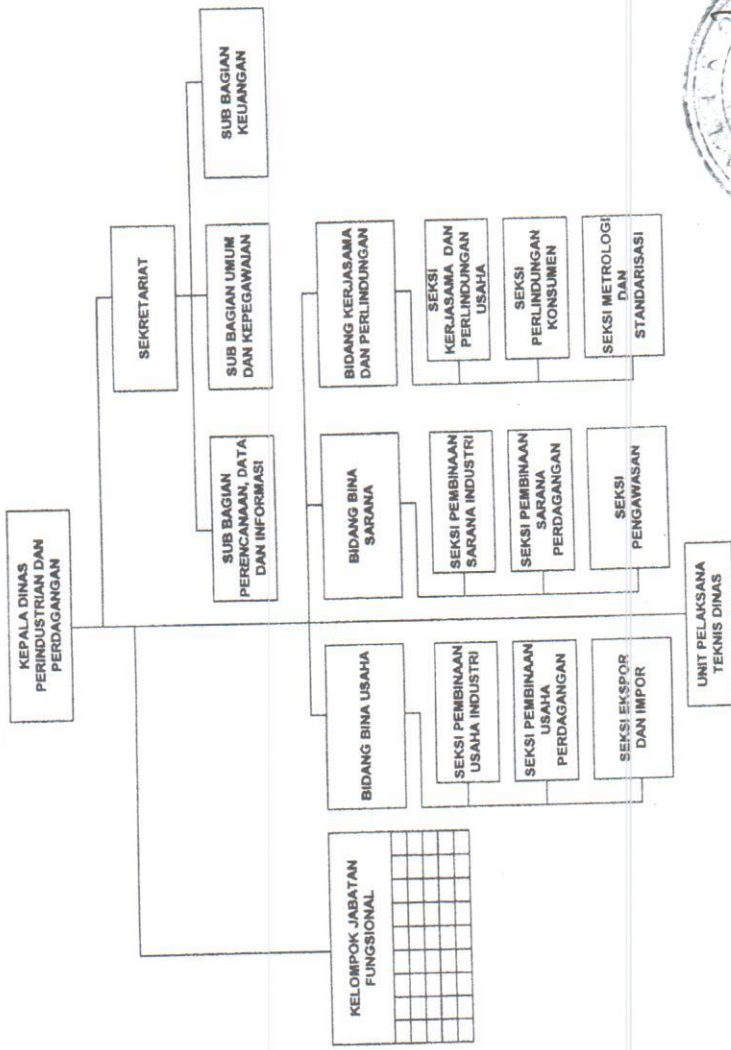 KEPALA DINAS
PERINDUSTRIAN DAN
PERDAGANGAN
SEKRETARIAT
SUB BAGIAN
PERENCANAAN, DATA
DAN INFORMASI
SUB BAGIAN UMUM
DAN KEPEGAWAIAN
SUB BAGIAN
KEUANGAN
KELOMPOK JABATAN
FUNGSIONAL
BIDANG BINA USAHA
SEKSI PEMBINAAN
USAHA INDUSTRI
SEKSI PEMBINAAN
USAHA
PERDAGANGAN
SEKSI EKSPOR
DAN IMPOR
BIDANG BINA
SARANA
SEKSI PEMBINAAN
SARANA INDUSTRI
SEKSI PEMBINAAN
SARANA
PERDAGANGAN
SEKSI
PENGAWASAN
BIDANG KERJASAMA
DAN PERLINDUNGAN
SEKSI
KERJASAMA DAN
PERLINDUNGAN
USAHA
SEKSI
PERLINDUNGAN
KONSUMEN
SEKSI METROLOGI
DAN
STANDARISASI
UNIT PELAKSANA
TEKNIS DINAS